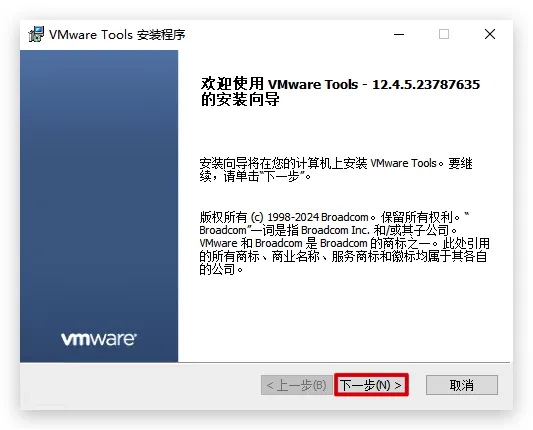 VMware Tools 安装程序
欢迎使用 VMware Tools - 12.4.5.23787635
的安装向导
安装向导将在您的计算机上安装 VMware Tools。要继
续，请单击“下一步”。
版权所有 (c) 1998-2024 Broadcom。保留所有权利。“
Broadcom”一词是指 Broadcom Inc. 和/或其子公司。
VMware 和 Broadcom 是 Broadcom 的商标之一。此处引用
的所有商标、商业名称、服务商标和徽标均属于其各自
的公司。
vmware®
< 上一步(B)
下一步(N) >
取消